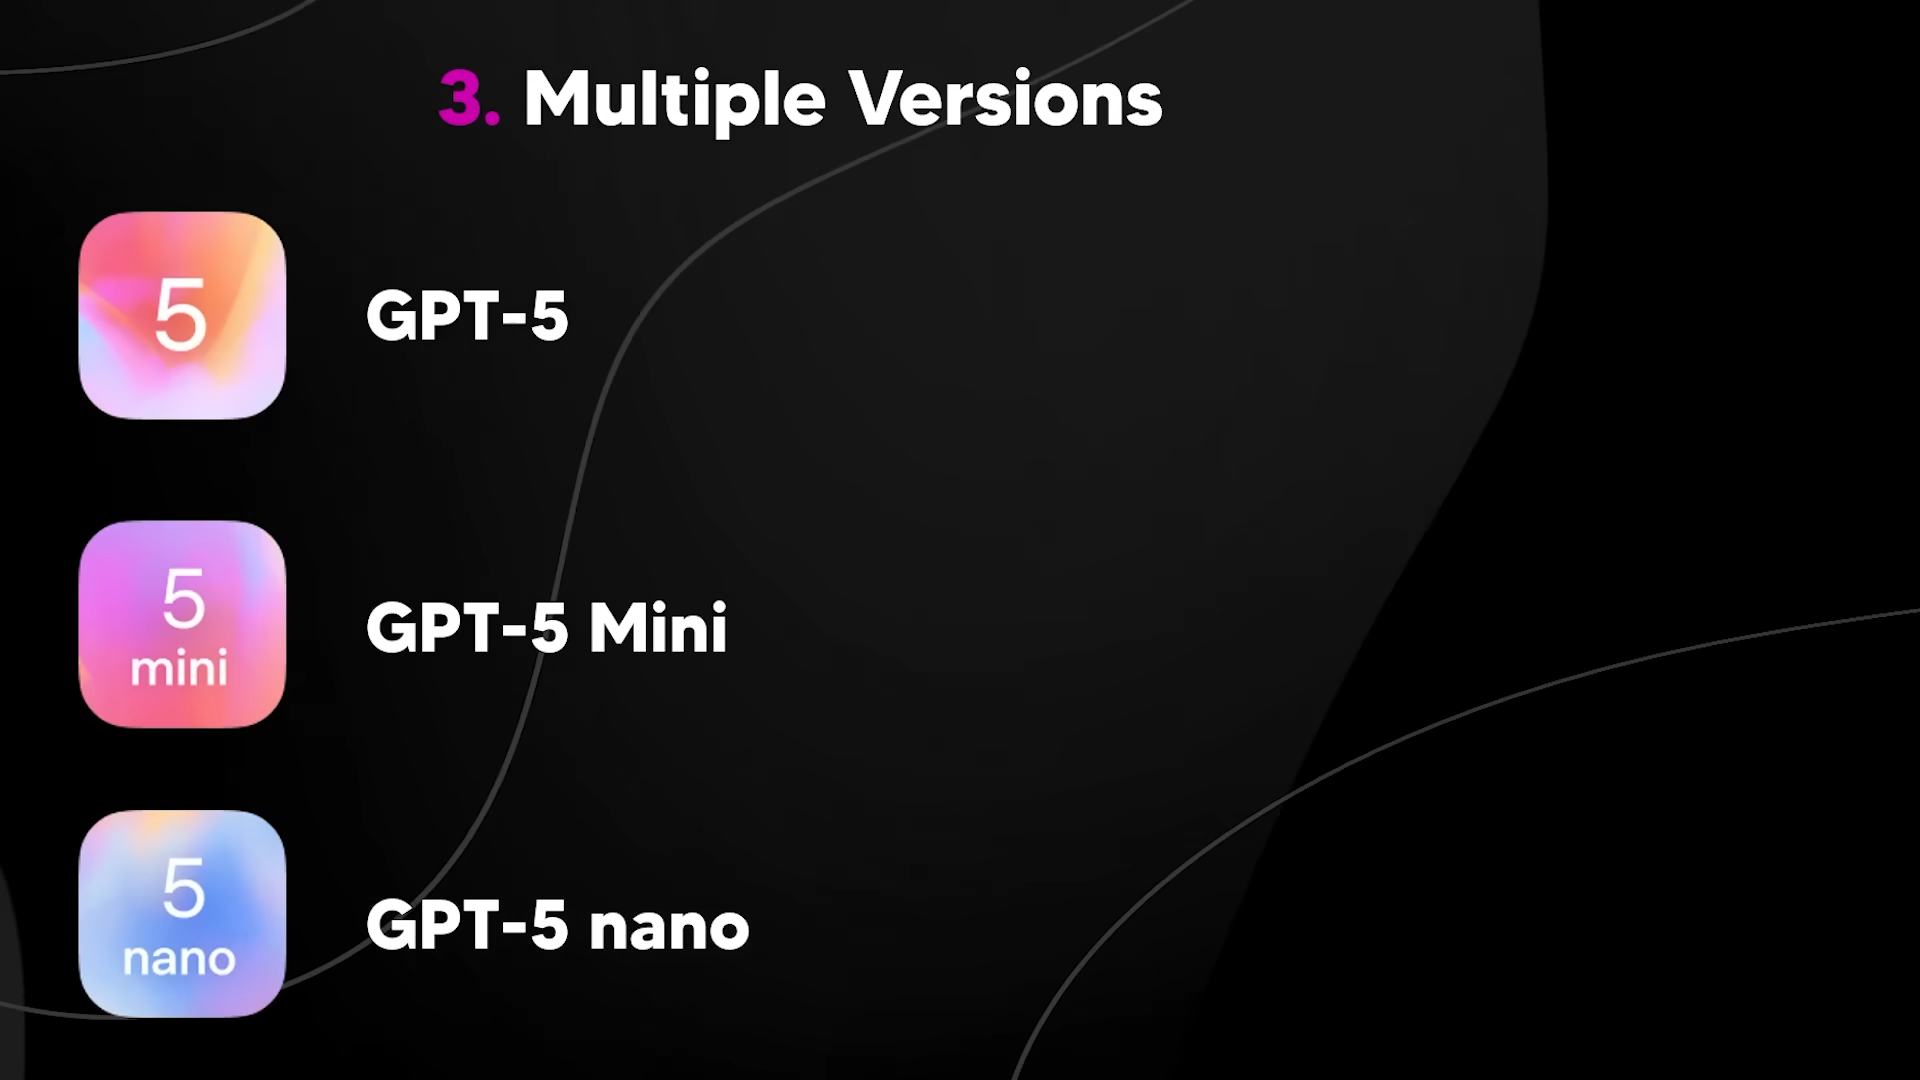 3. Multiple Versions
5
GPT-5
5
mini
GPT-5 Mini
5
nano
GPT-5 nano